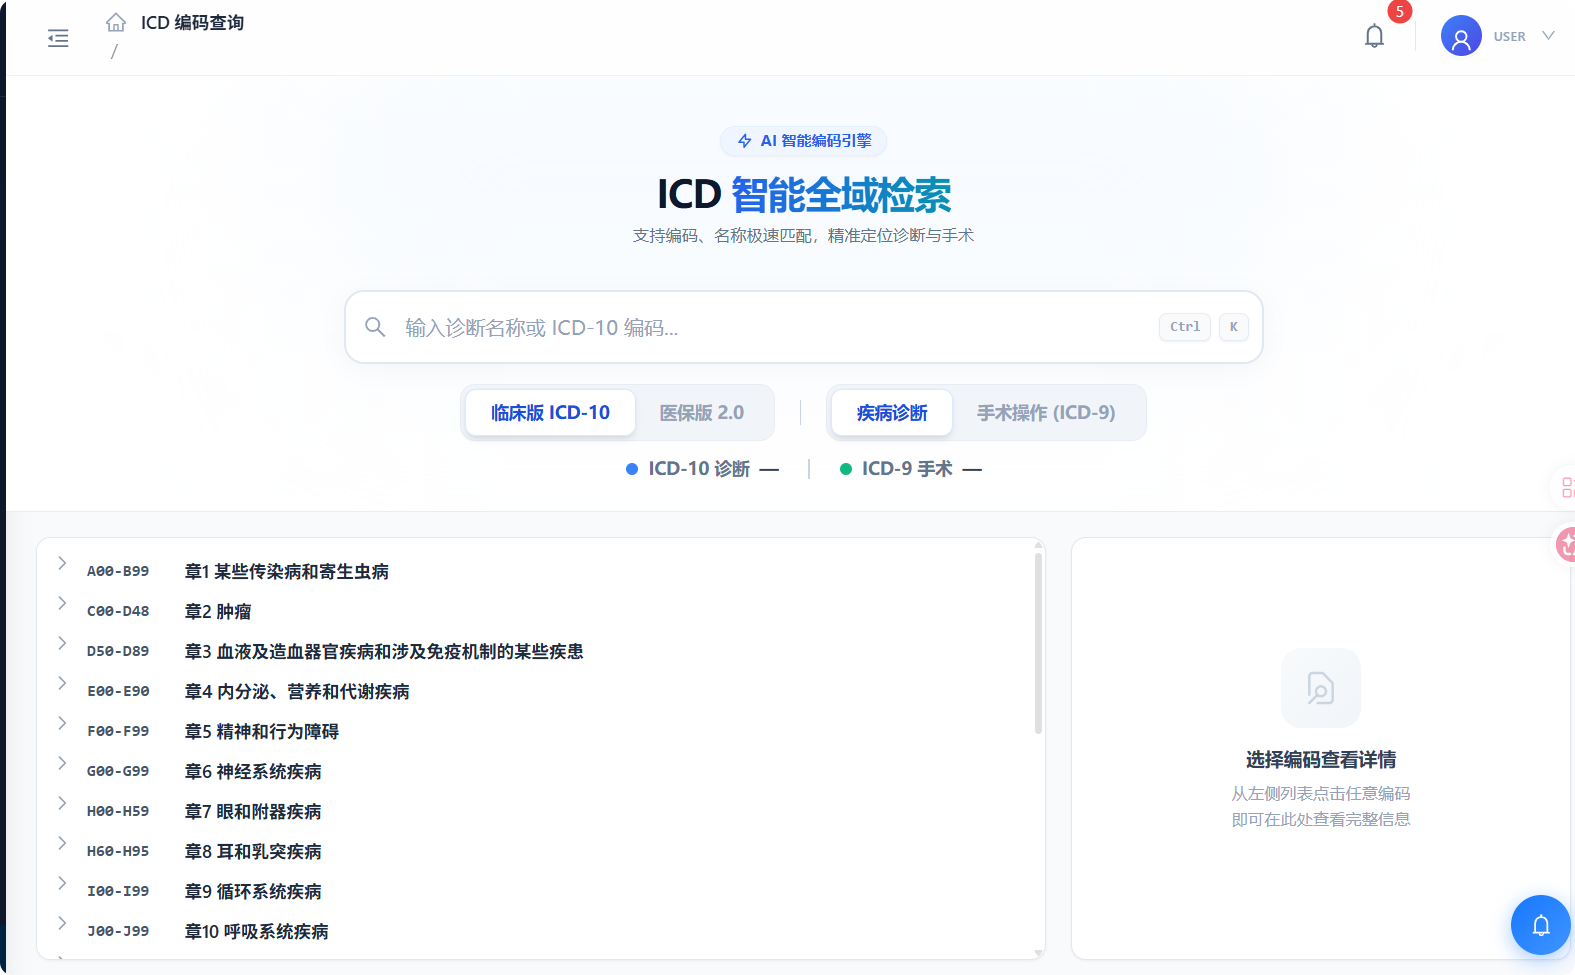 ICD 编码查询
/
5
USER
AI 智能编码引擎
ICD 智能全域检索
支持编码、名称极速匹配，精准定位诊断与手术
输入诊断名称或 ICD-10 编码...
Ctrl K
临床版 ICD-10 医保版 2.0 疾病诊断 手术操作 (ICD-9)
ICD-10 诊断 — ICD-9 手术 —
A00-B99 章1 某些传染病和寄生虫病
C00-D48 章2 肿瘤
D50-D89 章3 血液及造血器官疾病和涉及免疫机制的某些疾患
E00-E90 章4 内分泌、营养和代谢疾病
F00-F99 章5 精神和行为障碍
G00-G99 章6 神经系统疾病
H00-H59 章7 眼和附器疾病
H60-H95 章8 耳和乳突疾病
I00-I99 章9 循环系统疾病
J00-J99 章10 呼吸系统疾病
选择编码查看详情
从左侧列表点击任意编码
即可在此处查看完整信息